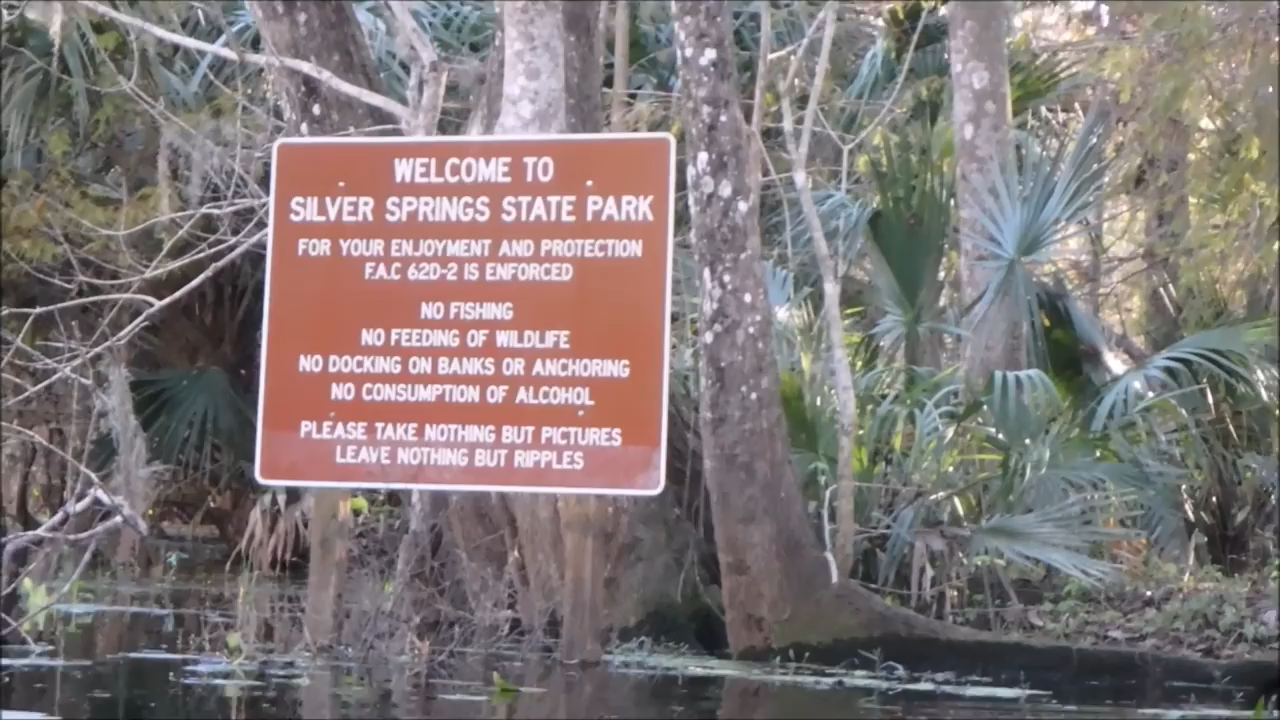 WELCOME TO
SILVER SPRINGS STATE PARK
FOR YOUR ENJOYMENT AND PROTECTION
F.A.C 62D-2 IS ENFORCED
NO FISHING
NO FEEDING OF WILDLIFE
NO DOCKING ON BANKS OR ANCHORING
NO CONSUMPTION OF ALCOHOL
PLEASE TAKE NOTHING BUT PICTURES
LEAVE NOTHING BUT RIPPLES